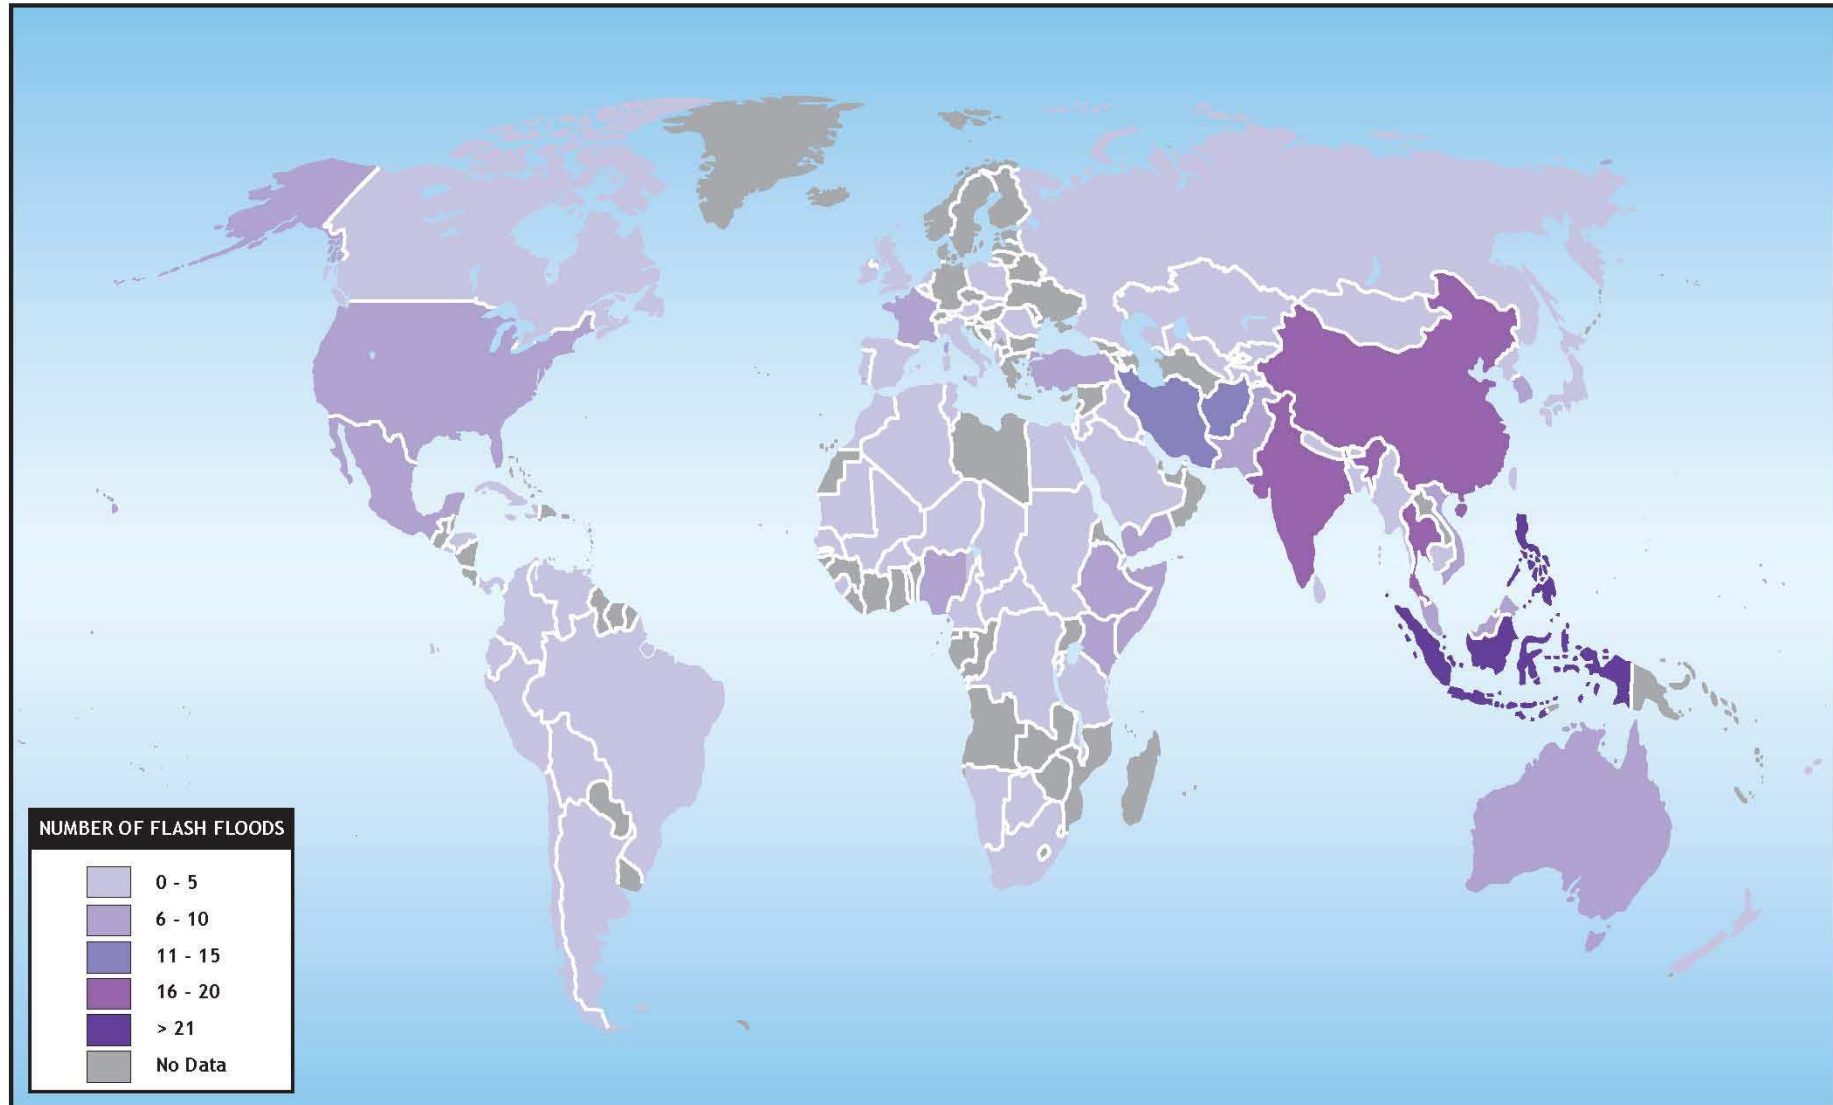 NUMBER OF FLASH FLOODS
0 - 5
6 - 10
11 - 15
16 - 20
> 21
No Data